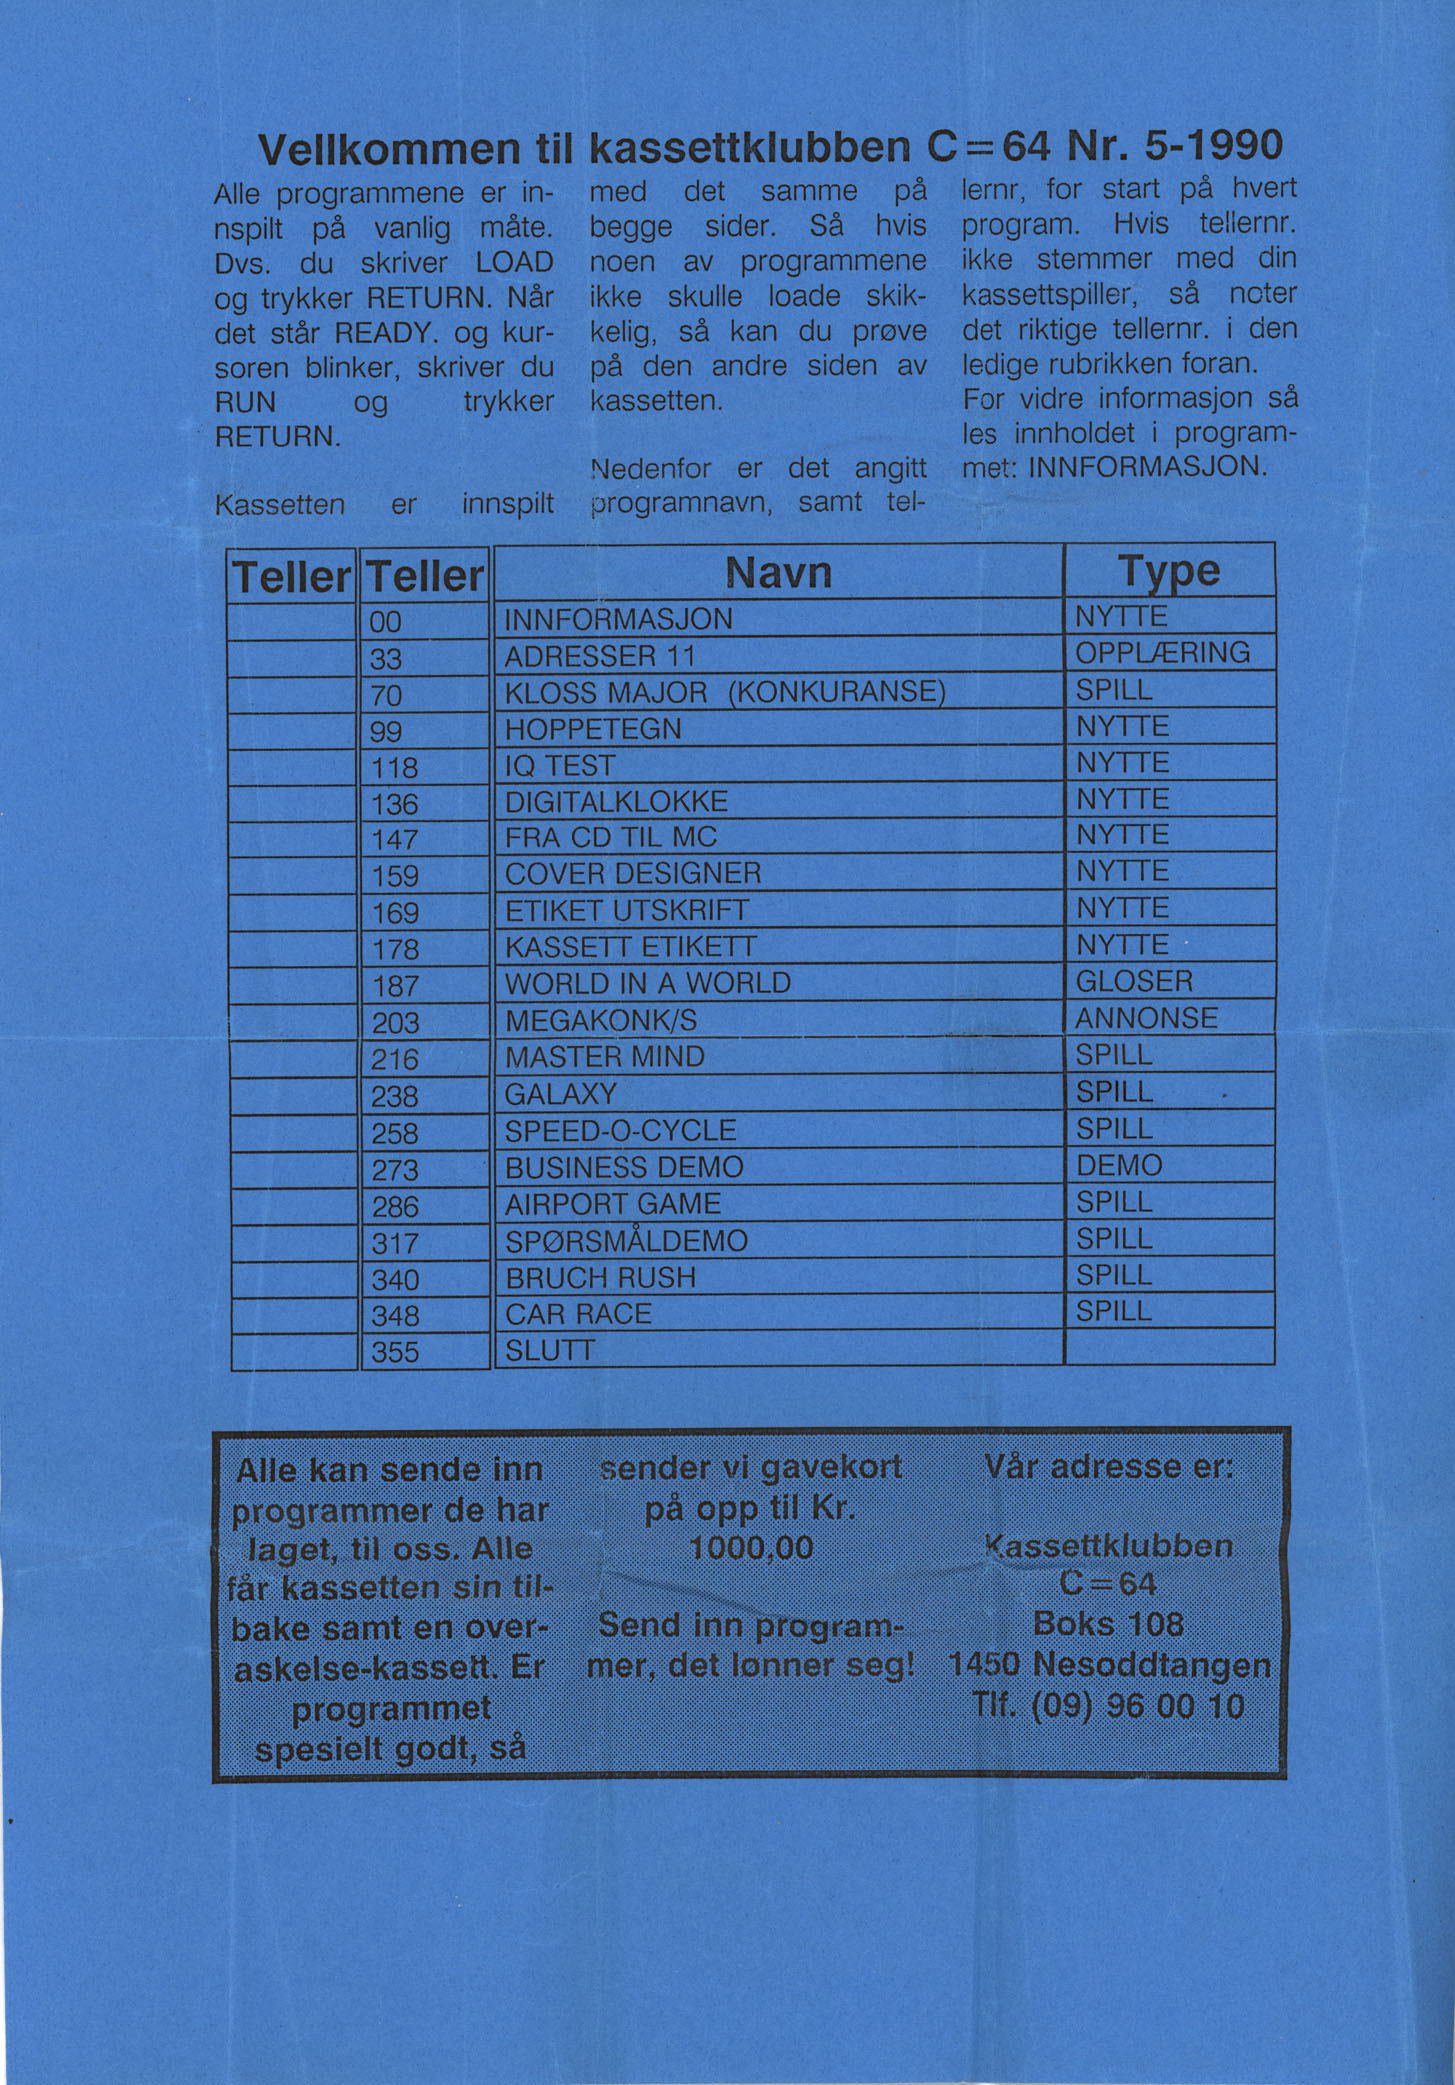 Vellkommen til kassettklubben C=64 Nr. 5-1990
Alle programmene er in-
nspilt på vanlig måte.
Dvs. du skriver LOAD
og trykker RETURN. Når
det står READY. og kur-
soren blinker, skriver du
RUN og trykker
RETURN.
Kassetten er innspilt
med det samme på
begge sider. Så hvis
noen av programmene
ikke skulle loade skik-
kelig, så kan du prøve
på den andre siden av
kassetten.
Nedenfor er det angitt
programnavn, samt tel-
lernr, for start på hvert
program. Hvis tellernr.
ikke stemmer med din
kassettspiller, så noter
det riktige tellernr. i den
ledige rubrikken foran.
For vidre informasjon så
les innholdet i program-
met: INNFORMASJON.
Teller Teller Navn Type
00 INNFORMASJON NYTTE
33 ADRESSER 11 OPPLÆRING
70 KLOSS MAJOR (KONKURANSE) SPILL
99 HOPPETEGN NYTTE
118 IQ TEST NYTTE
136 DIGITALKLOKKE NYTTE
147 FRA CD TIL MC NYTTE
159 COVER DESIGNER NYTTE
169 ETIKET UTSKRIFT NYTTE
178 KASSETT ETIKETT NYTTE
187 WORLD IN A WORLD GLOSER
203 MEGAKONK/S ANNONSE
216 MASTER MIND SPILL
238 GALAXY SPILL
258 SPEED-O-CYCLE SPILL
273 BUSINESS DEMO DEMO
286 AIRPORT GAME SPILL
317 SPØRSMÅLDEMO SPILL
340 BRUCH RUSH SPILL
348 CAR RACE SPILL
355 SLUTT
Alle kan sende inn
programmer de har
laget, til oss. Alle
får kassetten sin til-
bake samt en over-
askelse-kassett. Er
programmet
spesielt godt, så
sender vi gavekort
på opp til Kr.
1000,00
Send inn program-
mer, det lønner seg!
Vår adresse er:
Kassettklubben
C=64
Boks 108
1450 Nesoddtangen
Tlf. (09) 96 00 10